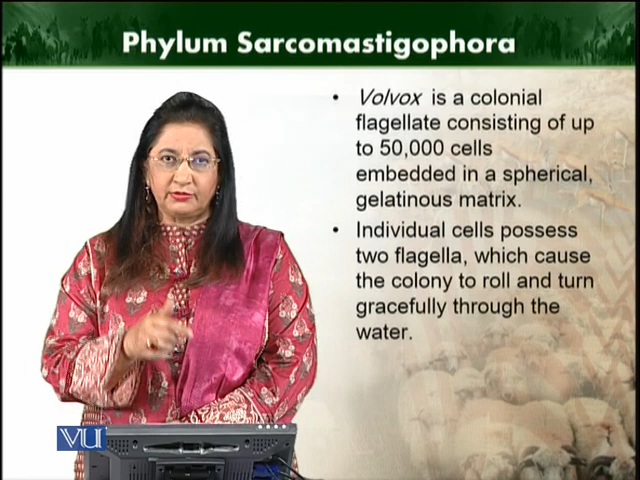 Phylum Sarcomastigophora
• Volvox is a colonial
flagellate consisting of up
to 50,000 cells
embedded in a spherical,
gelatinous matrix.
• Individual cells possess
two flagella, which cause
the colony to roll and turn
gracefully through the
water.
VU